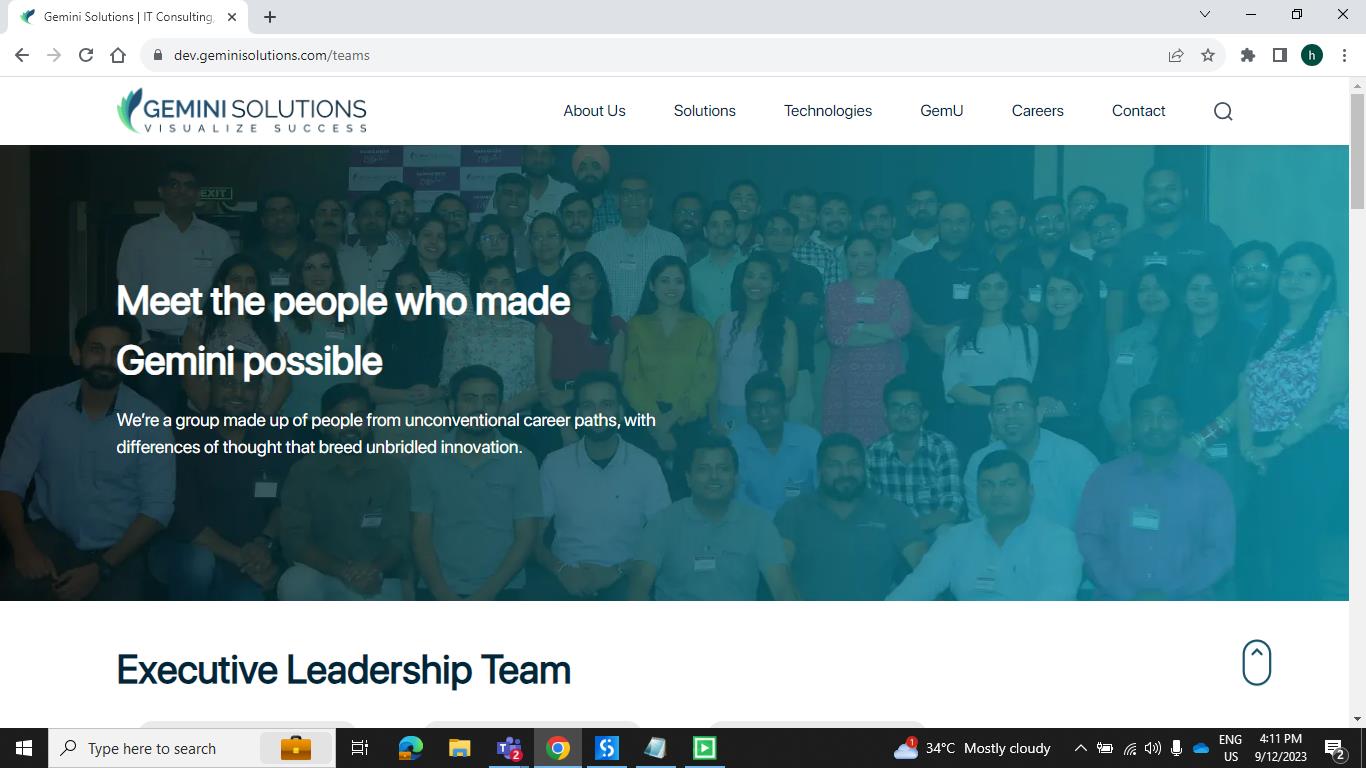 Gemini Solutions | IT Consulting,
dev.geminisolutions.com/teams
h
GEMINI SOLUTIONS
VISUALIZE SUCCESS
About Us
Solutions
Technologies
GemU
Careers
Contact
EXIT
Meet the people who made
Gemini possible
We’re a group made up of people from unconventional career paths, with
differences of thought that breed unbridled innovation.
Executive Leadership Team
Type here to search
2
1
34°C Mostly cloudy
ENG
US
4:11 PM
9/12/2023
2